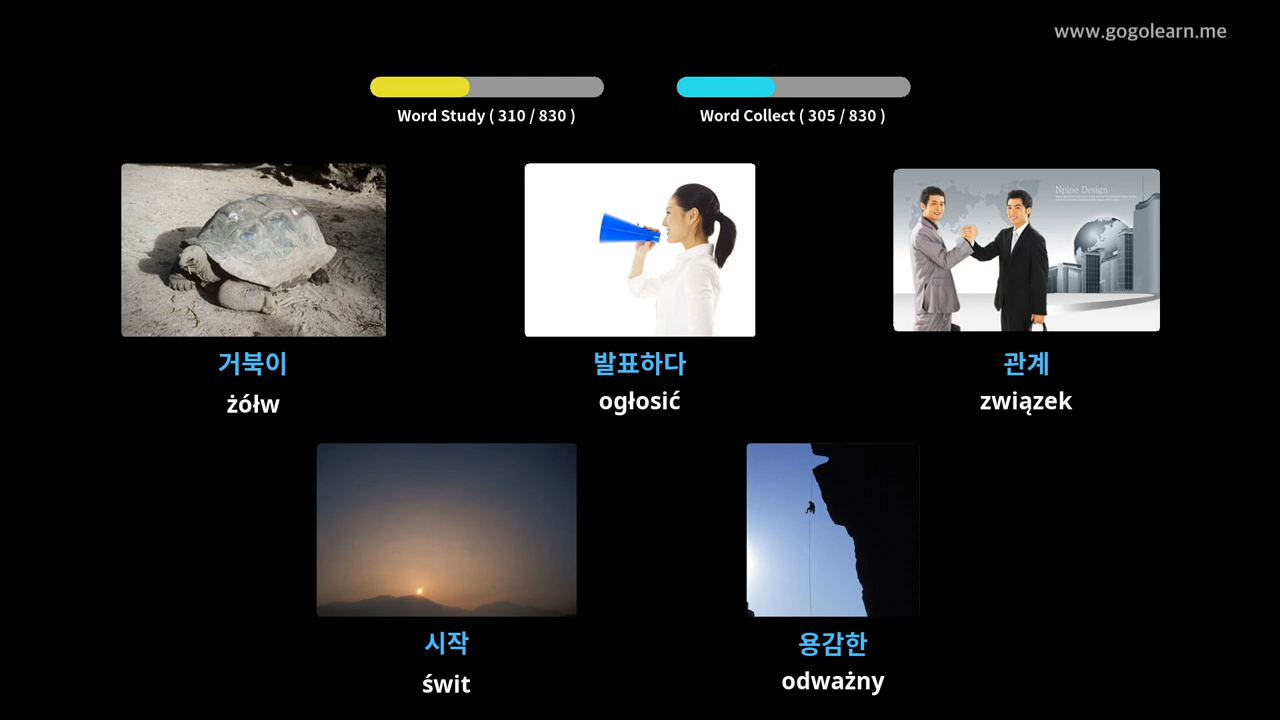 www.gogolearn.me
Word Study ( 310 / 830 )
Word Collect ( 305 / 830 )
Npine Design
거북이
żółw
발표하다
ogłosić
관계
związek
시작
świt
용감한
odważny